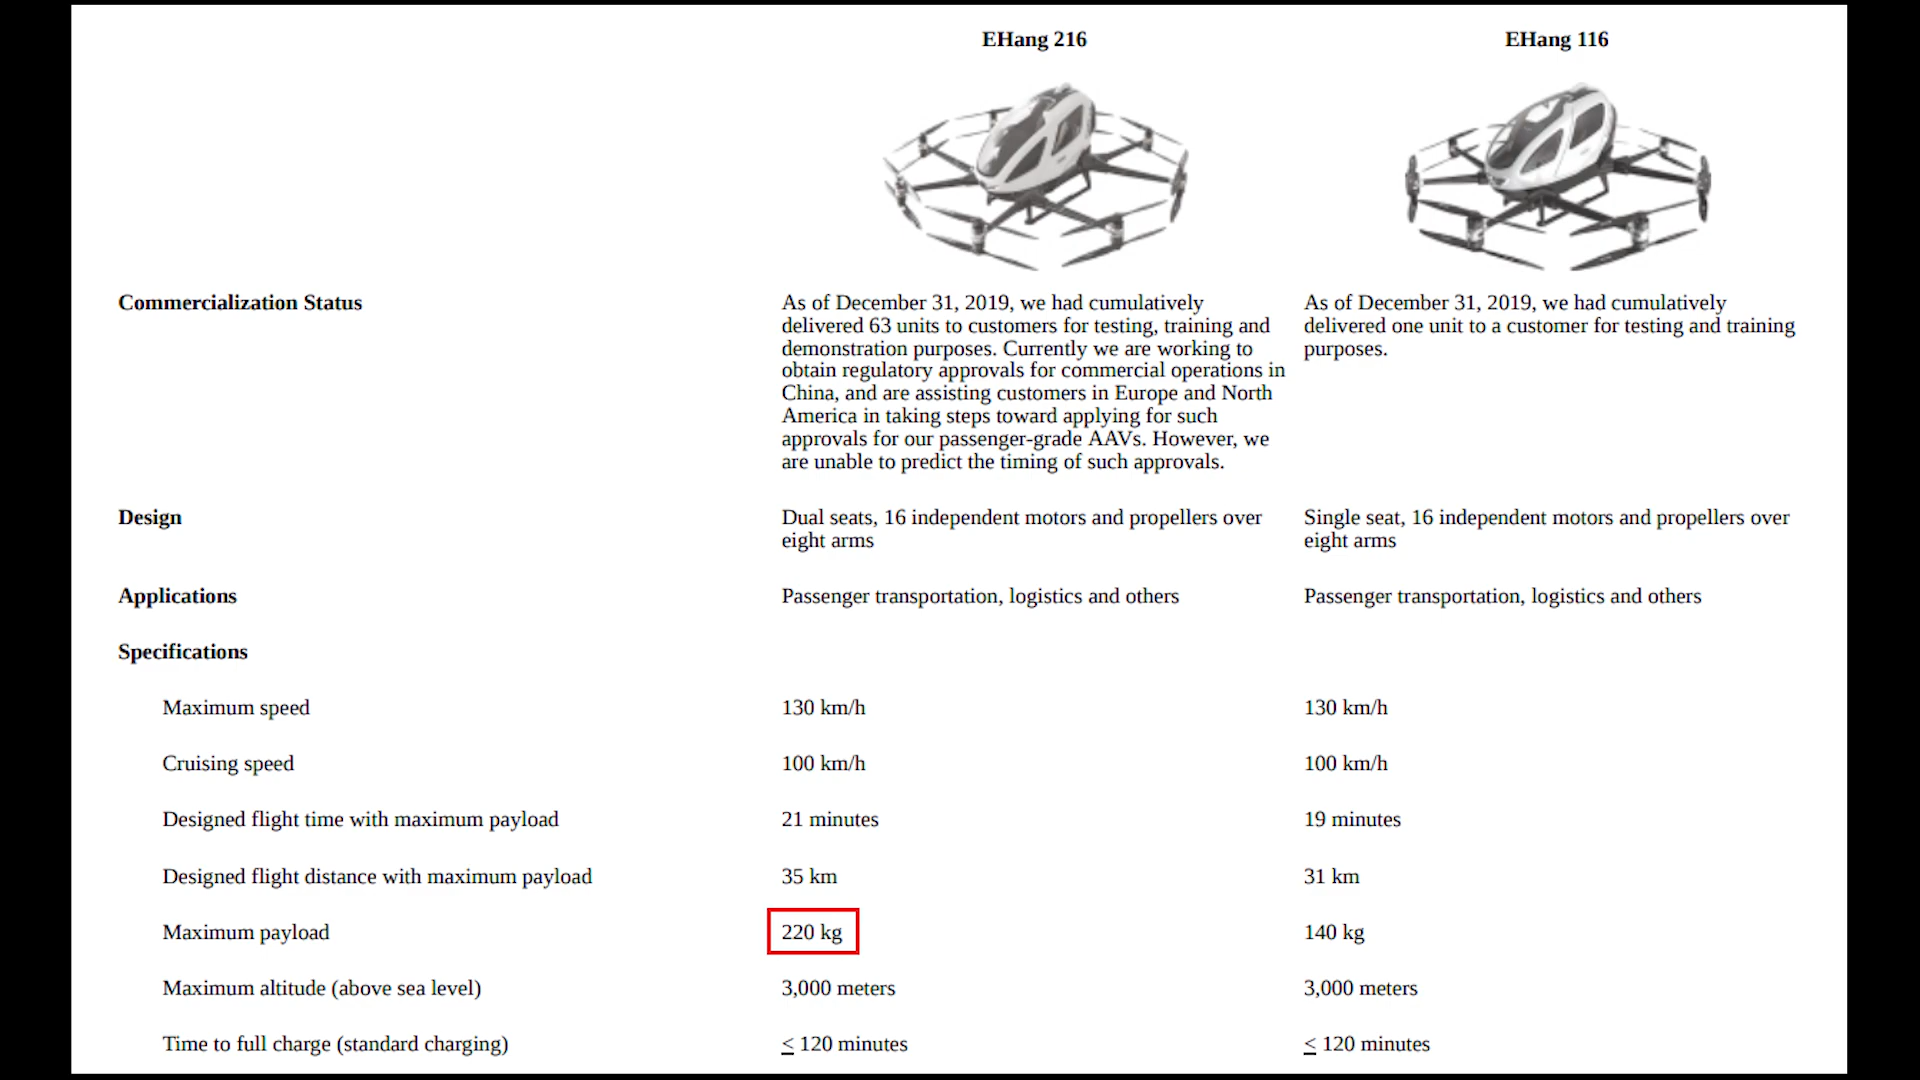 EHang 216
EHang 116
Commercialization Status
As of December 31, 2019, we had cumulatively
delivered 63 units to customers for testing, training and
demonstration purposes. Currently we are working to
obtain regulatory approvals for commercial operations in
China, and are assisting customers in Europe and North
America in taking steps toward applying for such
approvals for our passenger-grade AAVs. However, we
are unable to predict the timing of such approvals.
As of December 31, 2019, we had cumulatively
delivered one unit to a customer for testing and training
purposes.
Design
Dual seats, 16 independent motors and propellers over
eight arms
Single seat, 16 independent motors and propellers over
eight arms
Applications
Passenger transportation, logistics and others
Passenger transportation, logistics and others
Specifications
Maximum speed
130 km/h
130 km/h
Cruising speed
100 km/h
100 km/h
Designed flight time with maximum payload
21 minutes
19 minutes
Designed flight distance with maximum payload
35 km
31 km
Maximum payload
220 kg
140 kg
Maximum altitude (above sea level)
3,000 meters
3,000 meters
Time to full charge (standard charging)
≤ 120 minutes
≤ 120 minutes